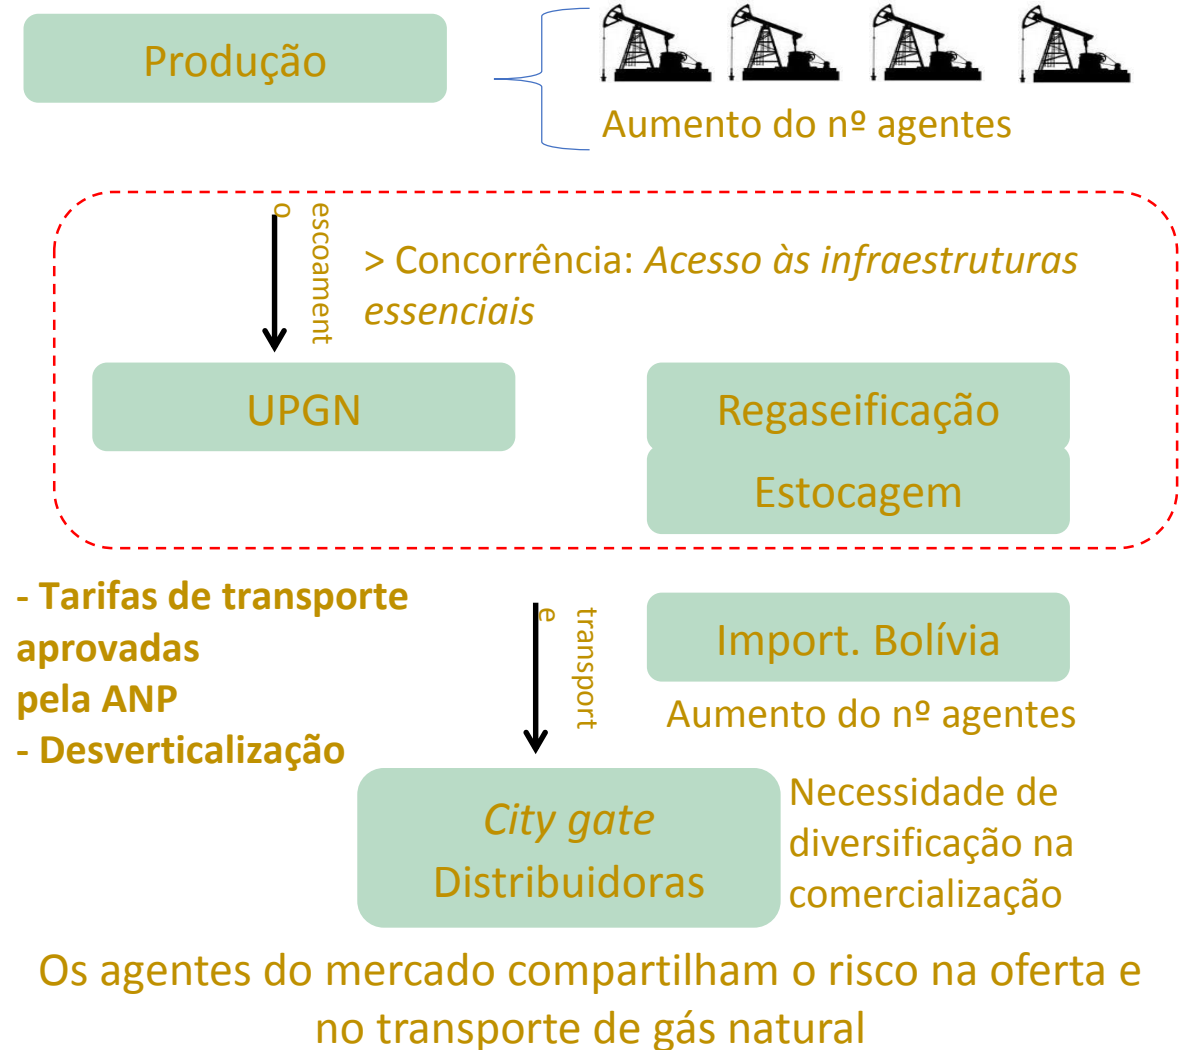 Produção
Aumento do nº agentes
escoament
o
> Concorrência: Acesso às infraestruturas
essenciais
UPGN
Regaseificação
Estocagem
- Tarifas de transporte
aprovadas
pela ANP
- Desverticalização
transport
e
Import. Bolívia
Aumento do nº agentes
City gate
Distribuidoras
Necessidade de
diversificação na
comercialização
Os agentes do mercado compartilham o risco na oferta e
no transporte de gás natural